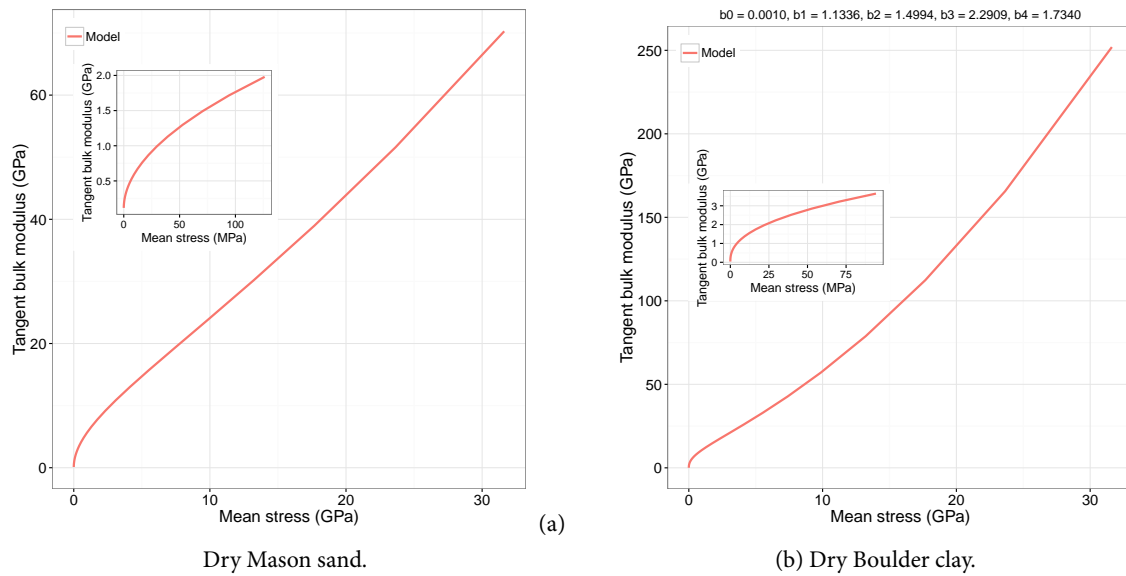 Model
Tangent bulk modulus (GPa)
60
40
20
0
0 10 20 30
Mean stress (GPa)
Tangent bulk modulus (GPa)
2.0
1.5
1.0
0.5
0 50 100
Mean stress (MPa)
(a)
Dry Mason sand.
b0 = 0.0010, b1 = 1.1336, b2 = 1.4994, b3 = 2.2909, b4 = 1.7340
Model
Tangent bulk modulus (GPa)
250
200
150
100
50
0
0 10 20 30
Mean stress (GPa)
Tangent bulk modulus (GPa)
3
2
1
0
0 25 50 75
Mean stress (MPa)
(b) Dry Boulder clay.